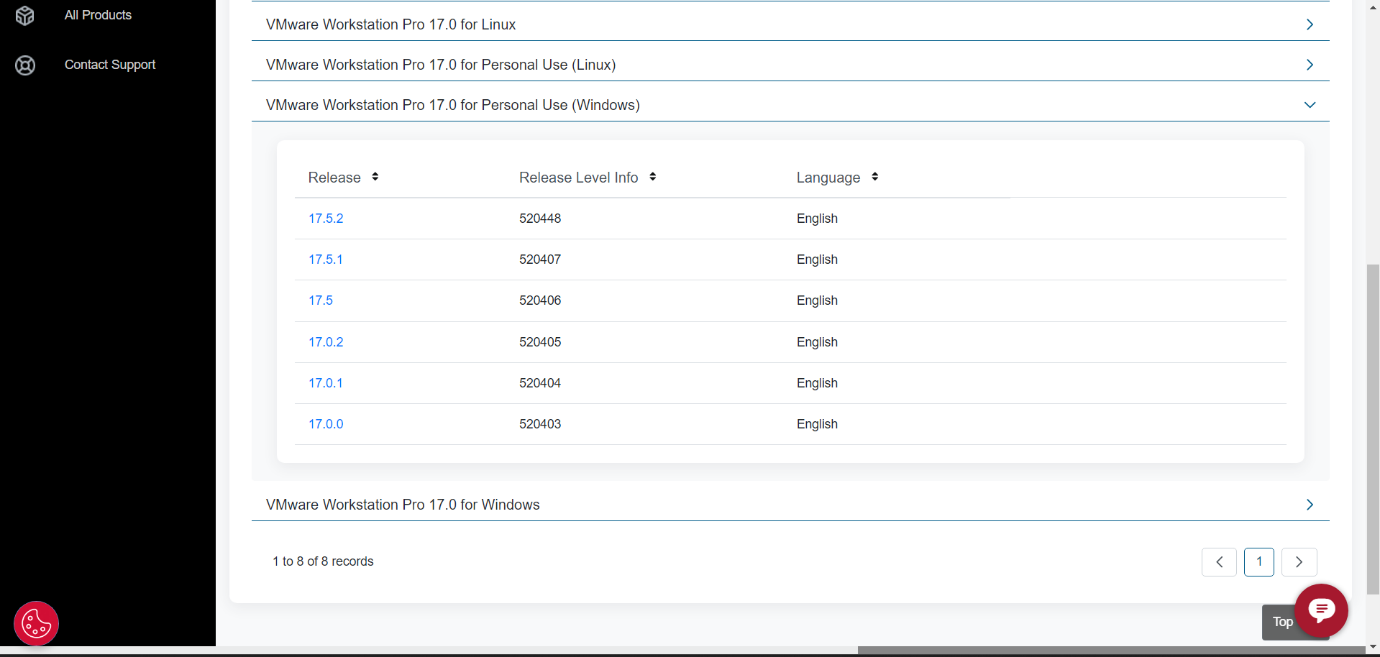 All Products
Contact Support
VMware Workstation Pro 17.0 for Linux
VMware Workstation Pro 17.0 for Personal Use (Linux)
VMware Workstation Pro 17.0 for Personal Use (Windows)
Release Release Level Info Language
17.5.2 520448 English
17.5.1 520407 English
17.5 520406 English
17.0.2 520405 English
17.0.1 520404 English
17.0.0 520403 English
VMware Workstation Pro 17.0 for Windows
1 to 8 of 8 records 1
Top